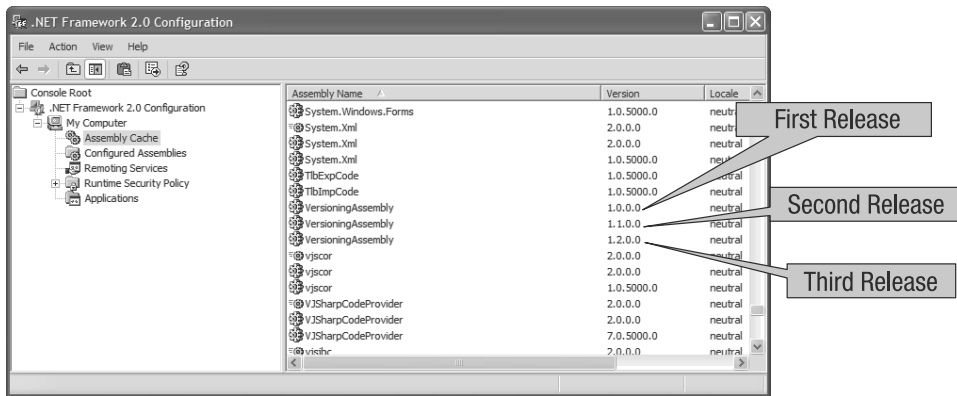 .NET Framework 2.0 Configuration
File Action View Help
Console Root
.NET Framework 2.0 Configuration
My Computer
Assembly Cache
Configured Assemblies
Remoting Services
Runtime Security Policy
Applications
Assembly Name Version Locale
System.Windows.Forms 1.0.5000.0 neutr
System.Xml 2.0.0.0
System.Xml 2.0.0.0
System.Xml 1.0.5000.0 neutral
TlbExpCode 1.0.5000.0
TlbImpCode 1.0.5000.0
VersioningAssembly 1.0.0.0
VersioningAssembly 1.1.0.0 neutral
VersioningAssembly 1.2.0.0 neutral
vjscor 2.0.0.0 neutral
vjscor 2.0.0.0 neutral
vjscor 1.0.5000.0 neutral
VJSharpCodeProvider 2.0.0.0 neutral
VJSharpCodeProvider 2.0.0.0 neutral
VJSharpCodeProvider 7.0.5000.0 neutral
vjslibc 2.0.0.0 neutral
First Release
Second Release
Third Release